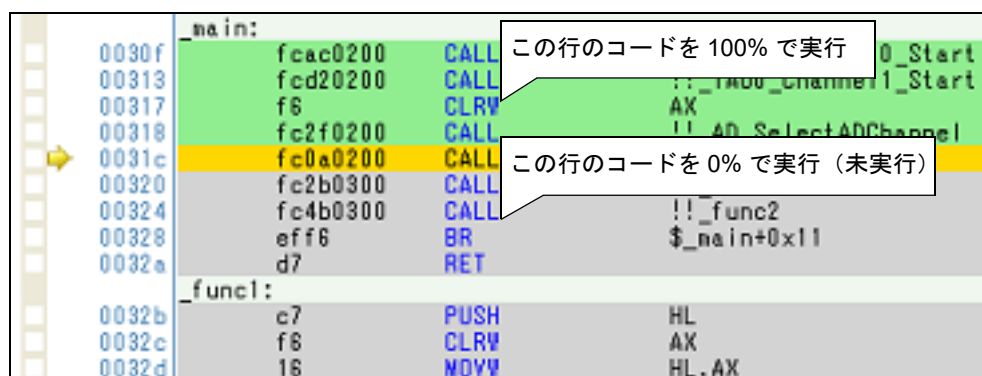 _main:
0030f fcac0200 CALL 0_Start
この行のコードを 100% で実行
00313 fcd20200 CALL !!_TAU0_Channel1_Start
00317 f6 CLRW AX
00318 fc2f0200 CALL !!_AD_SelectADChannel
0031c fc0a0200 CALL
この行のコードを 0% で実行（未実行）
00320 fc2b0300 CALL
00324 fc4b0300 CALL !!_func2
00328 eff6 BR $_main+0x11
0032a d7 RET
_func1:
0032b c7 PUSH HL
0032c f6 CLRW AX
0032d 16 MOVW HL,AX